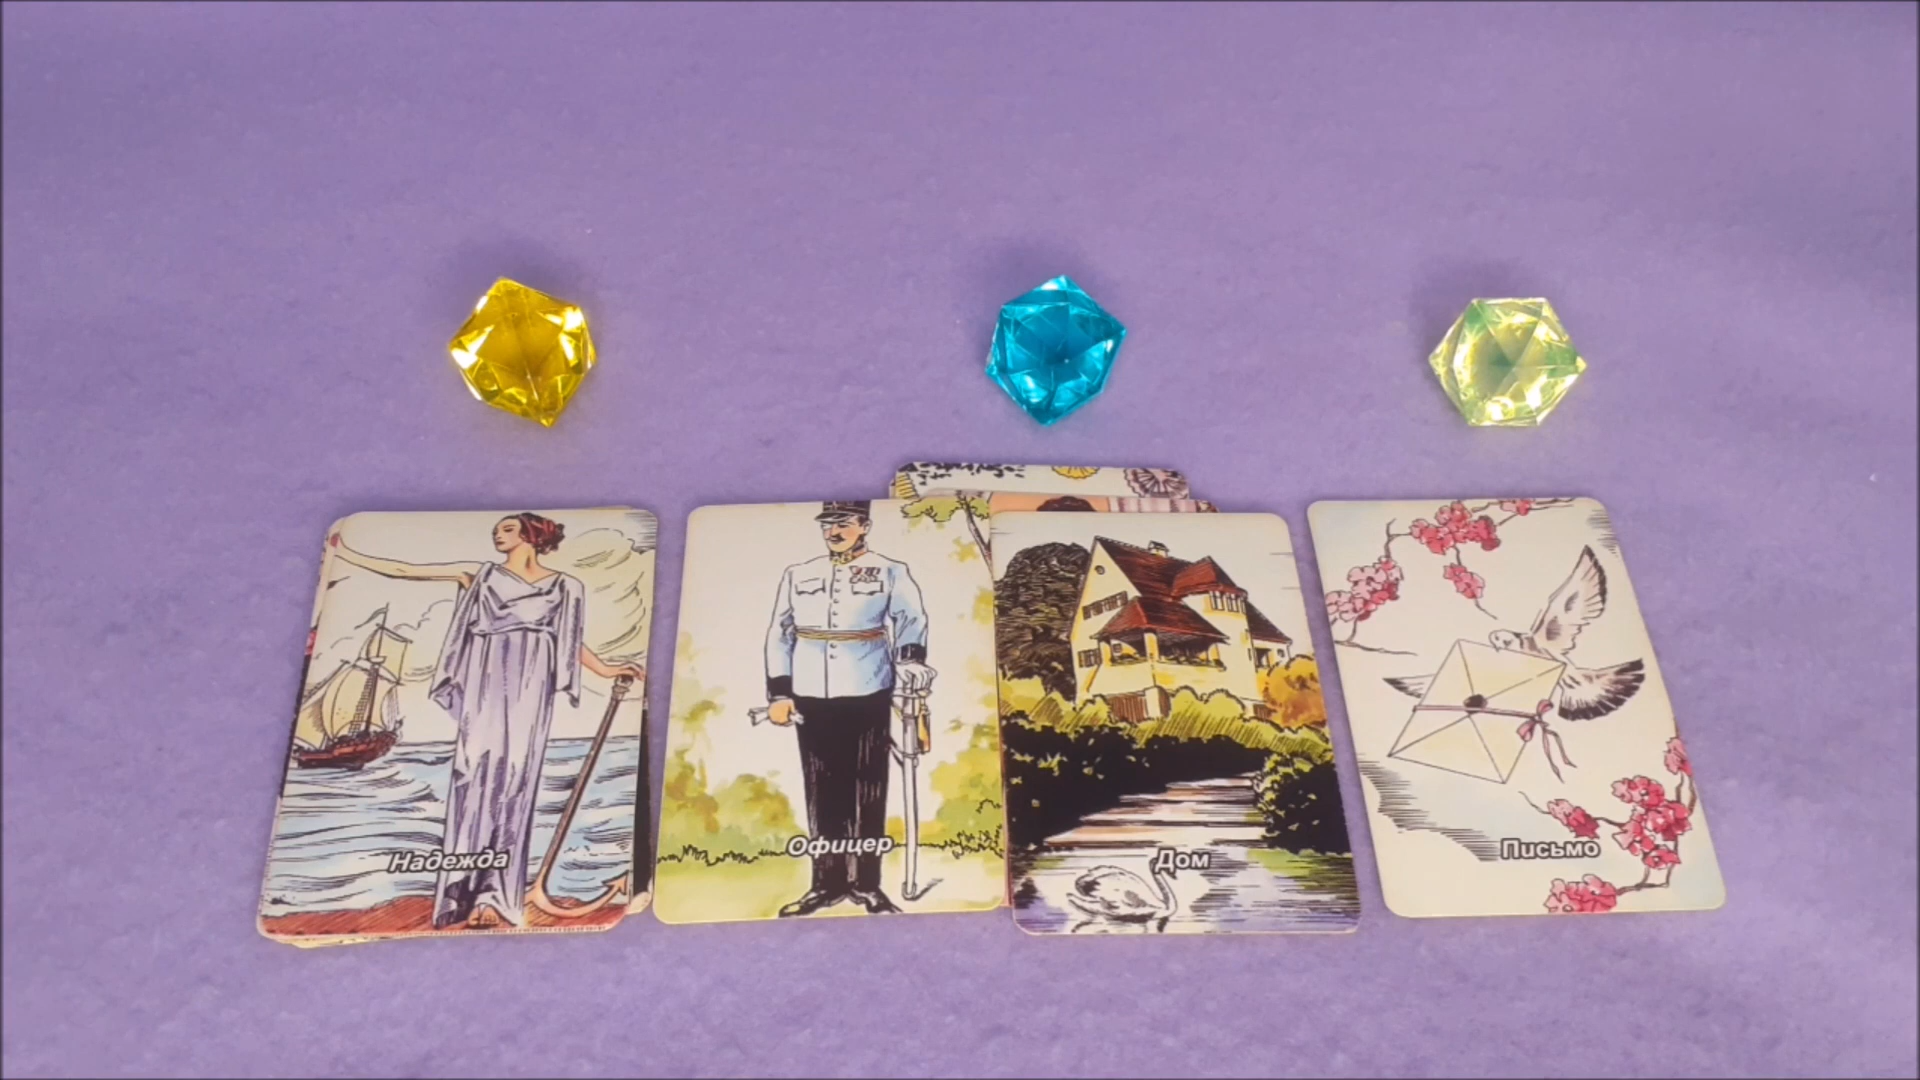 Надежда
Офицер
Дом
Письмо